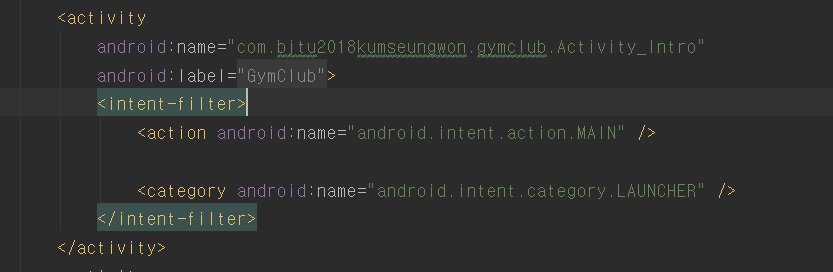 <activity
android:name="com.bitu2018kumseungwon.gymclub.Activity_Intro"
android:label="GymClub">
<intent-filter>
<action android:name="android.intent.action.MAIN" />
<category android:name="android.intent.category.LAUNCHER" />
</intent-filter>
</activity>